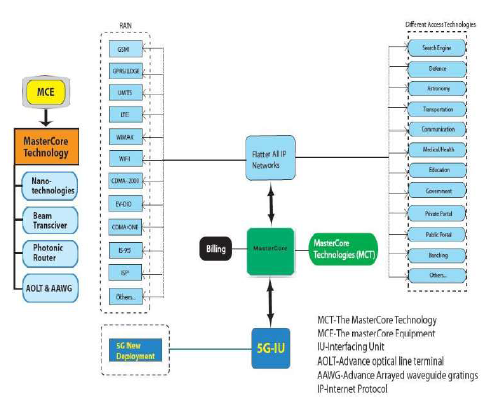 RAIN
GSM
GPRS/EDGE
UMTS
LTE
WIMAX
WIFI
CDMA-2000
EV-DO
CDMA ONE
IS-95
ISP
Others...
MCE
MasterCore
Technology
Nano-
technologies
Beam
Transciver
Photonic
Router
AOLT & AAWG
Flatter All IP
Networks
Billing
MasterCore
MasterCore
Technologies (MCT)
5G New
Deployment
5G-IU
Different Access Technologies
Search Engine
Defence
Astronomy
Transportation
Communication
Medical/Health
Education
Government
Private Portal
Public Portal
Banking
Others...
MCT-The MasterCore Technology
MCE-The masterCore Equipment
IU-Interfacing Unit
AOLT-Advance optical line terminal
AAWG-Advance Arrayed waveguide gratings
IP-Internet Protocol